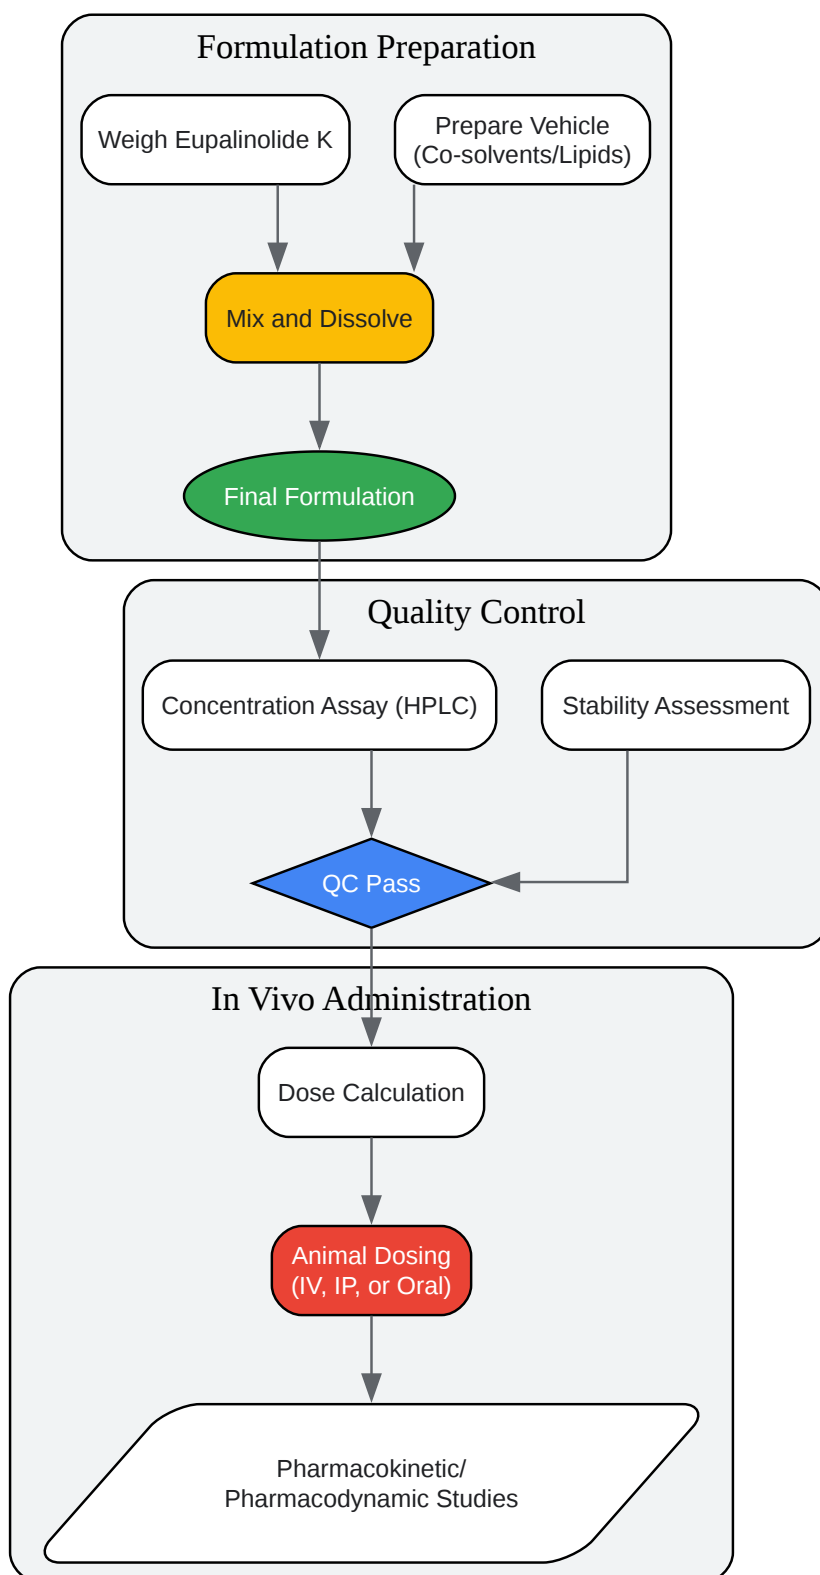 Formulation Preparation
Weigh Eupalinolide K
Prepare Vehicle
(Co-solvents/Lipids)
Mix and Dissolve
Final Formulation
Quality Control
Concentration Assay (HPLC)
Stability Assessment
QC Pass
In Vivo Administration
Dose Calculation
Animal Dosing
(IV, IP, or Oral)
Pharmacokinetic/
Pharmacodynamic Studies